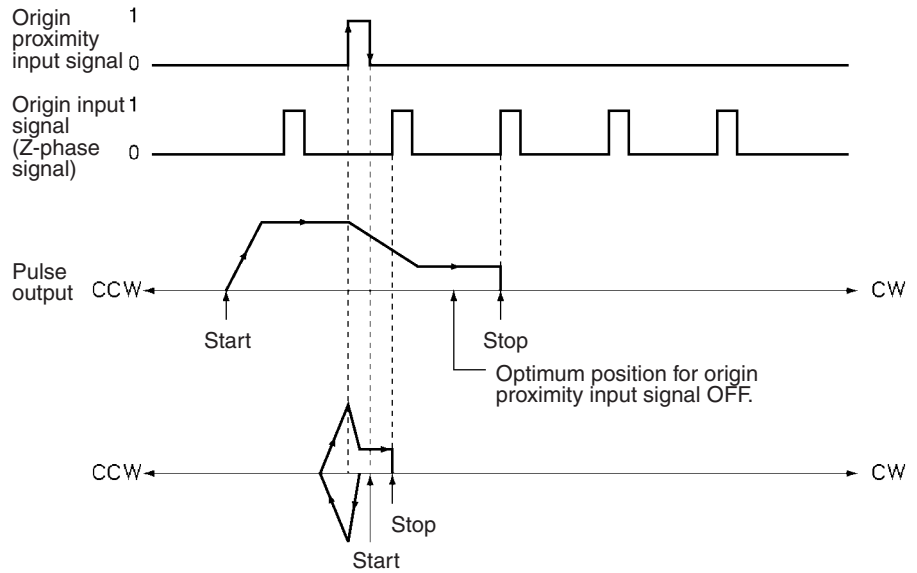 Origin
proximity
input signal
1
0
Origin input
signal
(Z-phase
signal)
1
0
Pulse
output
CCW
CW
Start
Stop
Optimum position for origin
proximity input signal OFF.
CCW
CW
Stop
Start